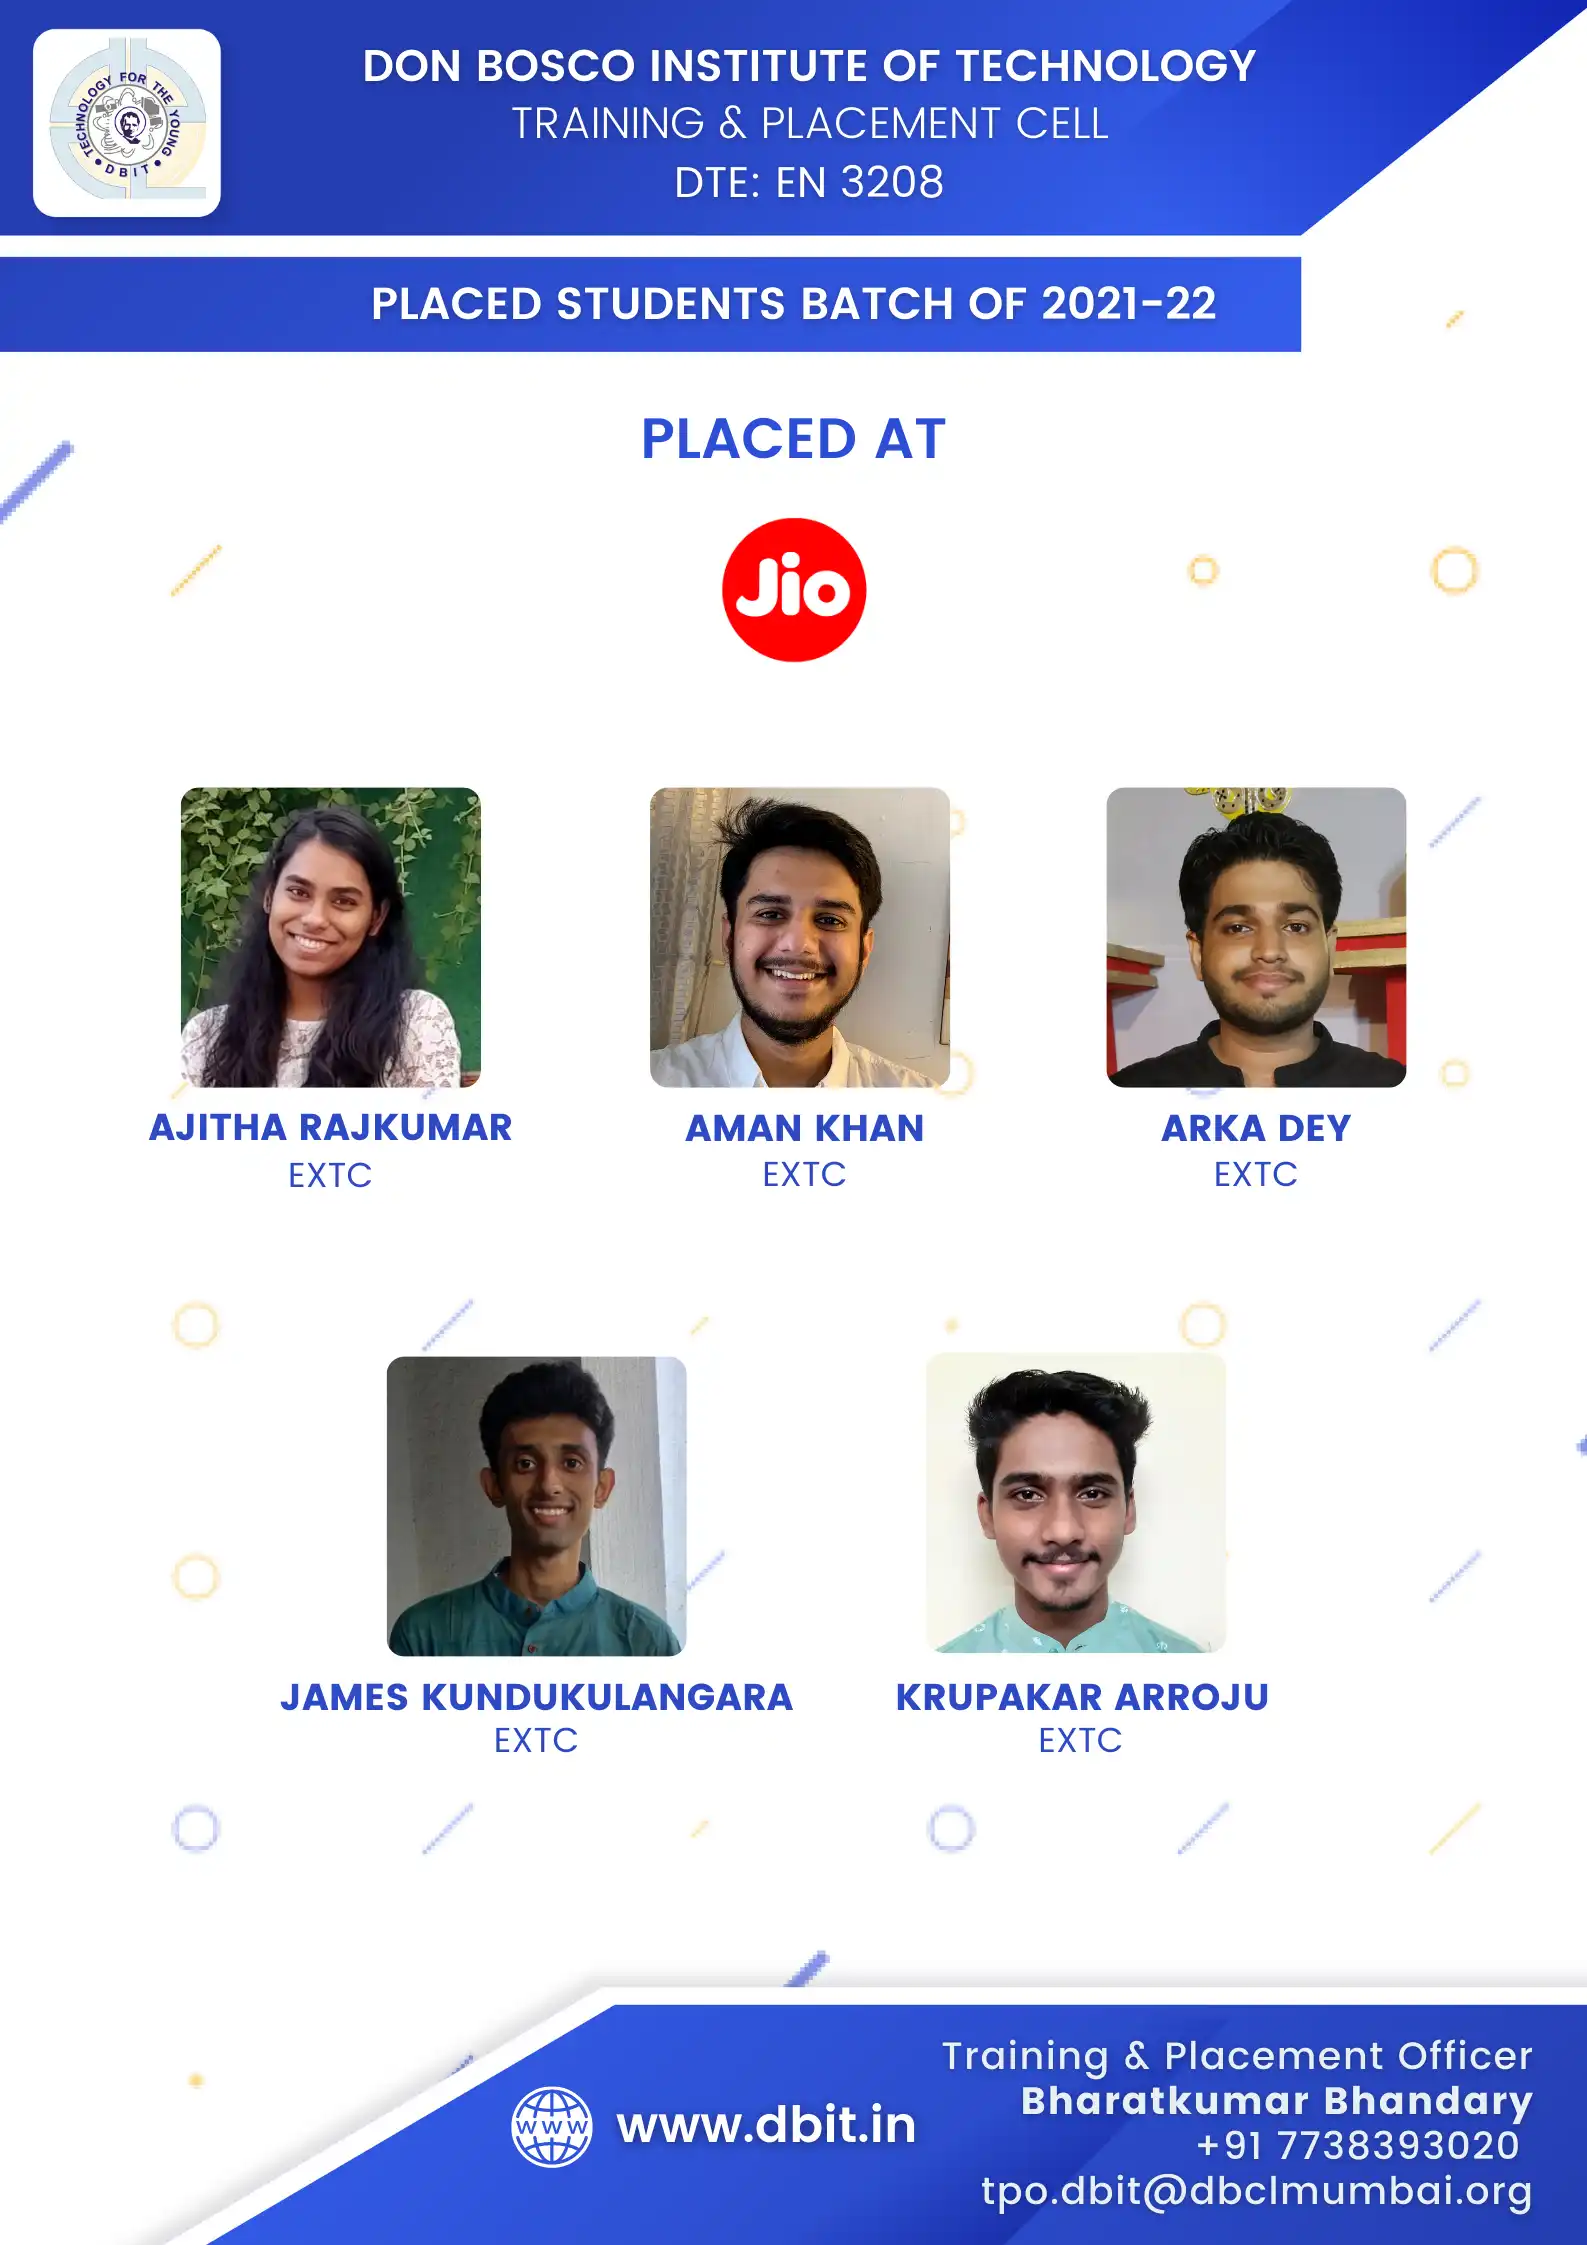 TECHNOLOGY FOR THE YOUNG
DBIT
DON BOSCO INSTITUTE OF TECHNOLOGY
TRAINING & PLACEMENT CELL
DTE: EN 3208
PLACED STUDENTS BATCH OF 2021-22
PLACED AT
Jio
AJITHA RAJKUMAR
EXTC
AMAN KHAN
EXTC
ARKA DEY
EXTC
JAMES KUNDUKULANGARA
EXTC
KRUPAKAR ARROJU
EXTC
WWW
www.dbit.in
Training & Placement Officer
Bharatkumar Bhandary
+91 7738393020
tpo.dbit@dbclmumbai.org